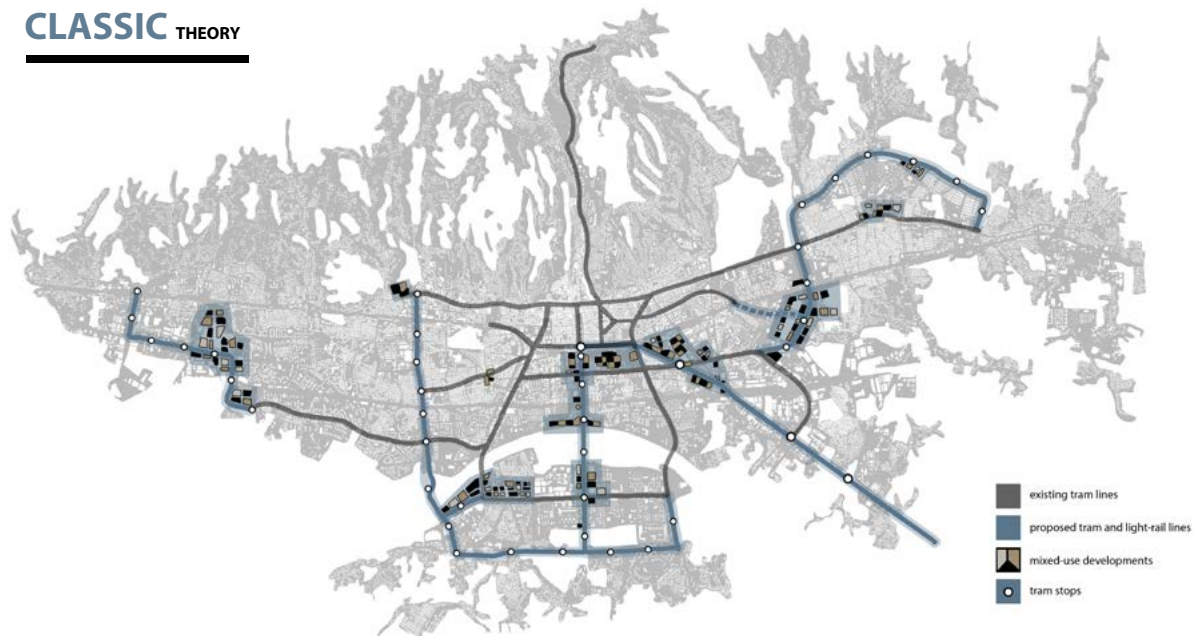 CLASSIC THEORY
existing tram lines
proposed tram and light-rail lines
mixed-use developments
tram stops